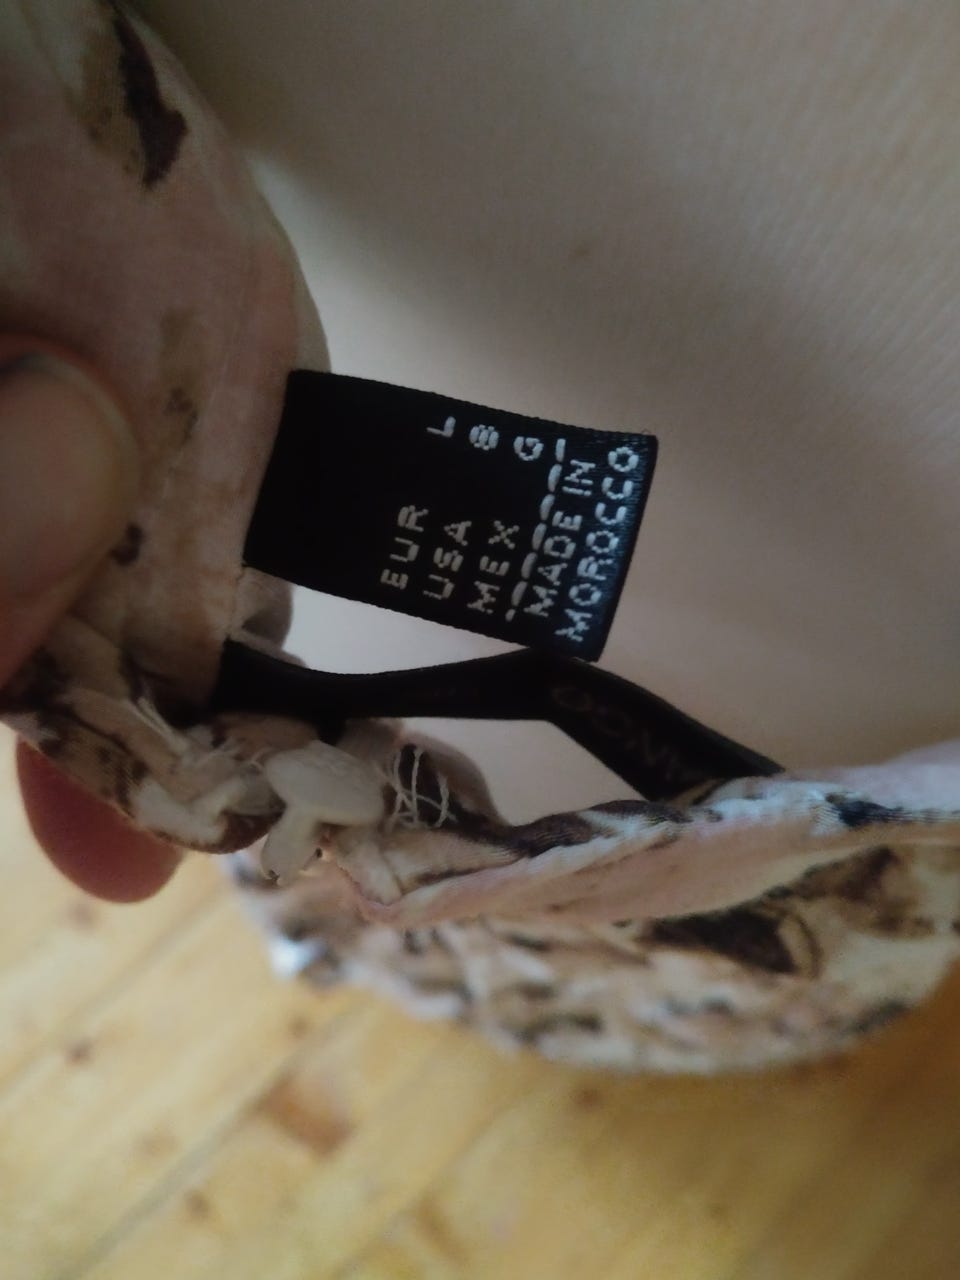 EUR L
USA 8
MEX G
MADE IN
MOROCCO